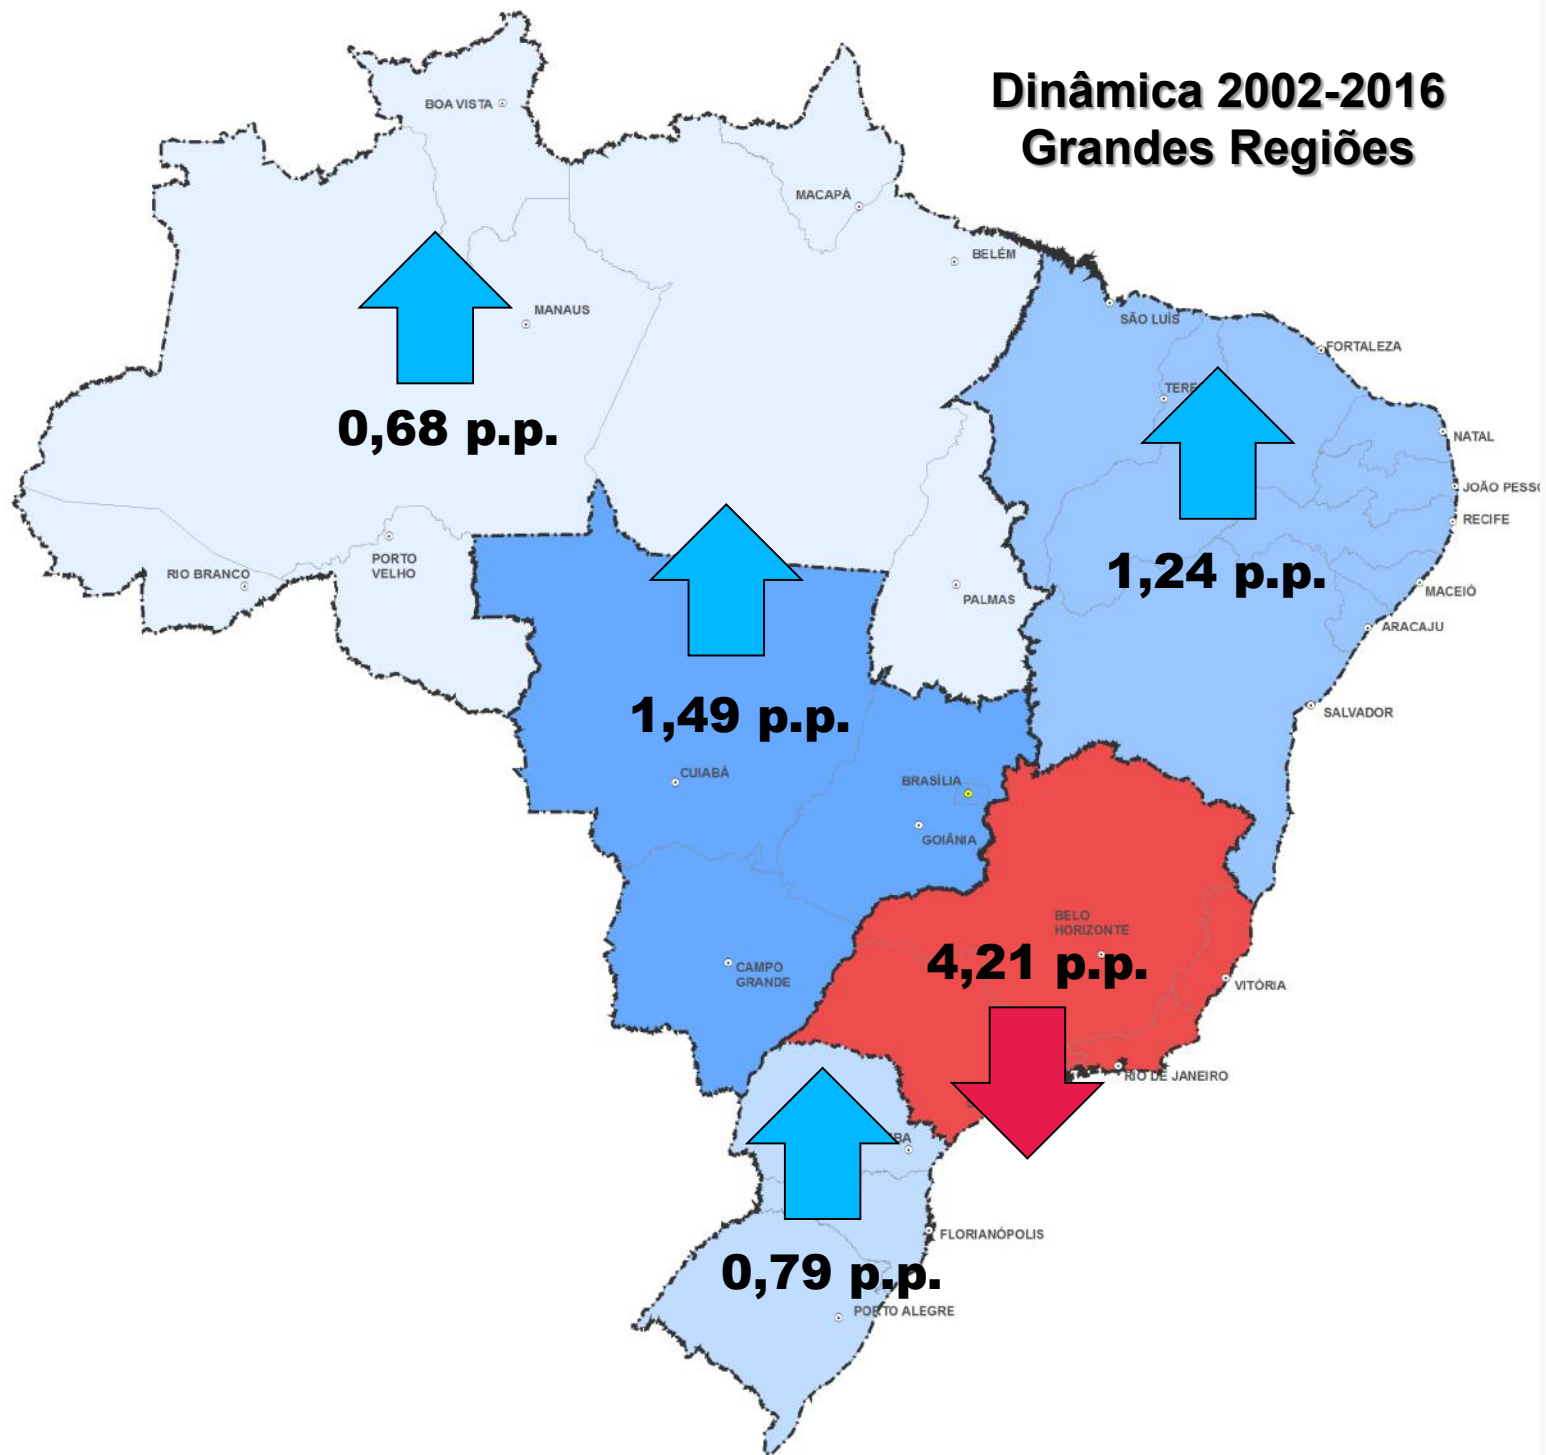 Dinâmica 2002-2016
Grandes Regiões
BOA VISTA
MACAPÁ
BELÉM
MANAUS
SÃO LUÍS
FORTALEZA
0,68 p.p.
NATAL
JOÃO PESS
RECIFE
PORTO
VELHO
RIO BRANCO
1,24 p.p.
PALMAS
MACEIÓ
ARACAJU
1,49 p.p.
SALVADOR
CUIABÁ
BRASÍLIA
GOIÂNIA
BELO
HORIZONTE
4,21 p.p.
CAMPO
GRANDE
VITÓRIA
RIO DE JANEIRO
FLORIANÓPOLIS
0,79 p.p.
PORTO ALEGRE